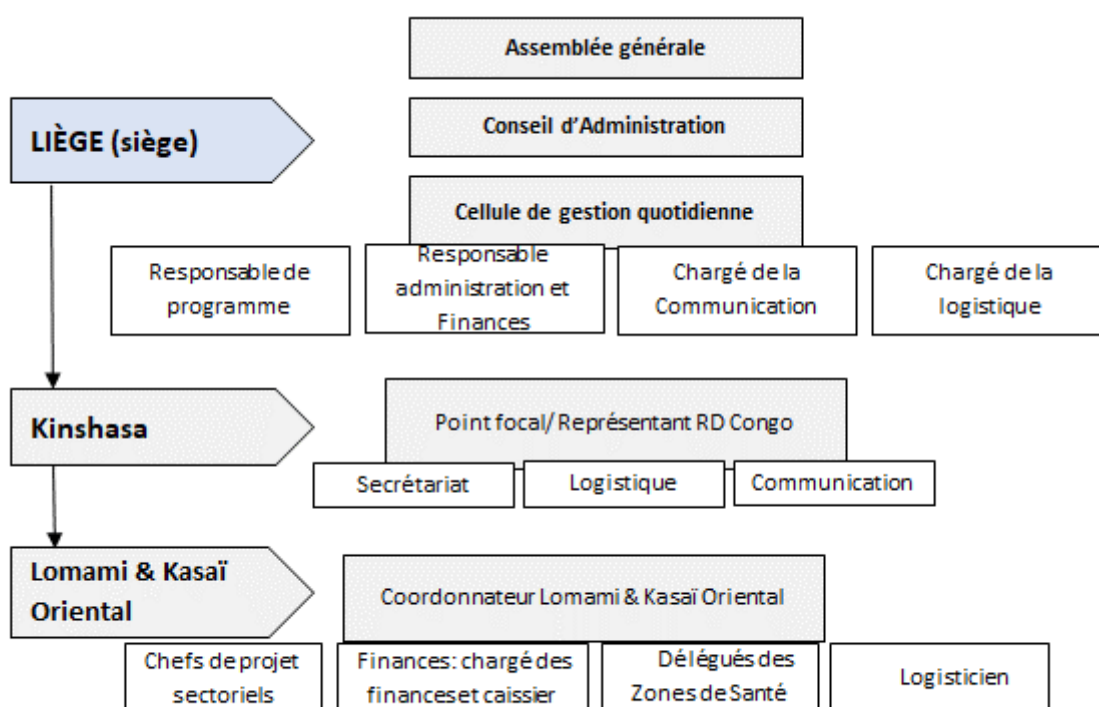 Assemblée générale
LIÈGE (siège)
Conseil d'Administration
Cellule de gestion quotidienne
Responsable de
programme
Responsable
administration et
Finances
Chargé de la
Communication
Chargé de la
logistique
Kinshasa
Point focal/ Représentant RD Congo
Secrétariat
Logistique
Communication
Lomami & Kasaï
Oriental
Coordonnateur Lomami & Kasaï Oriental
Chefs de projet
sectoriels
Finances: chargé des
finances et caissier
Délégués des
Zones de Santé
Logisticien